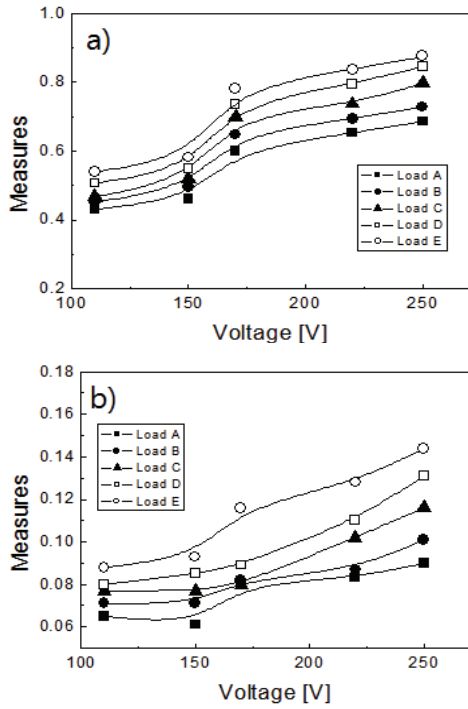 a)
1.0
0.8
0.6
0.4
0.2
Measures
Load A
Load B
Load C
Load D
Load E
100 150 200 250
Voltage [V]
b)
0.18
0.16
0.14
0.12
0.10
0.08
0.06
Measures
Load A
Load B
Load C
Load D
Load E
100 150 200 250
Voltage [V]